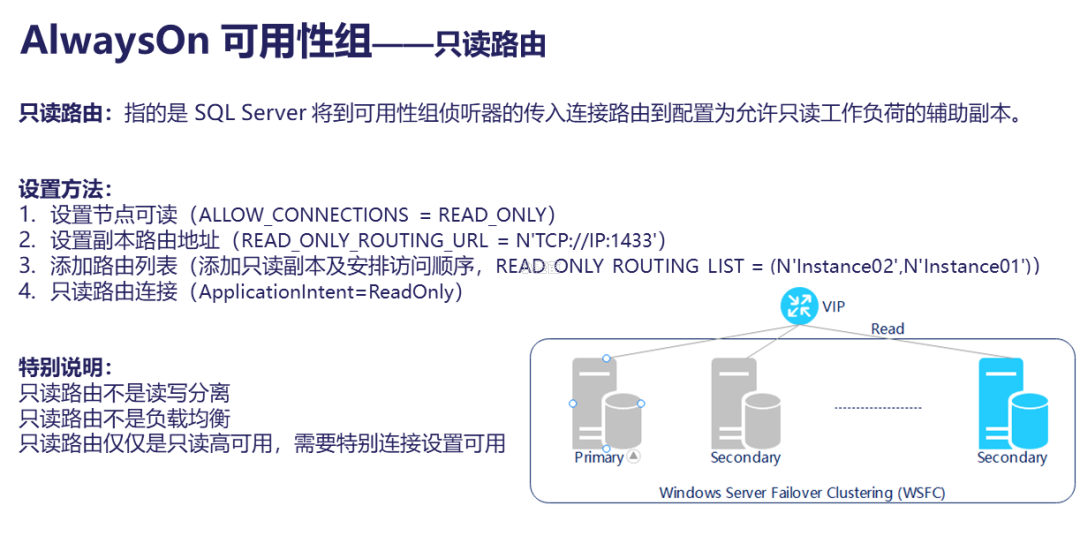 AlwaysOn 可用性组——只读路由
只读路由：指的是 SQL Server 将到可用性组侦听器的传入连接路由到配置为允许只读工作负荷的辅助副本。
设置方法：
1. 设置节点可读（ALLOW_CONNECTIONS = READ_ONLY）
2. 设置副本路由地址（READ_ONLY_ROUTING_URL = N'TCP://IP:1433'）
3. 添加路由列表（添加只读副本及安排访问顺序，READ_ONLY_ROUTING_LIST = (N'Instance02',N'Instance01')）
4. 只读路由连接（ApplicationIntent=ReadOnly）
VIP
Read
特别说明：
只读路由不是读写分离
只读路由不是负载均衡
只读路由仅仅是只读高可用，需要特别连接设置可用
Primary
Secondary
Secondary
Windows Server Failover Clustering (WSFC)